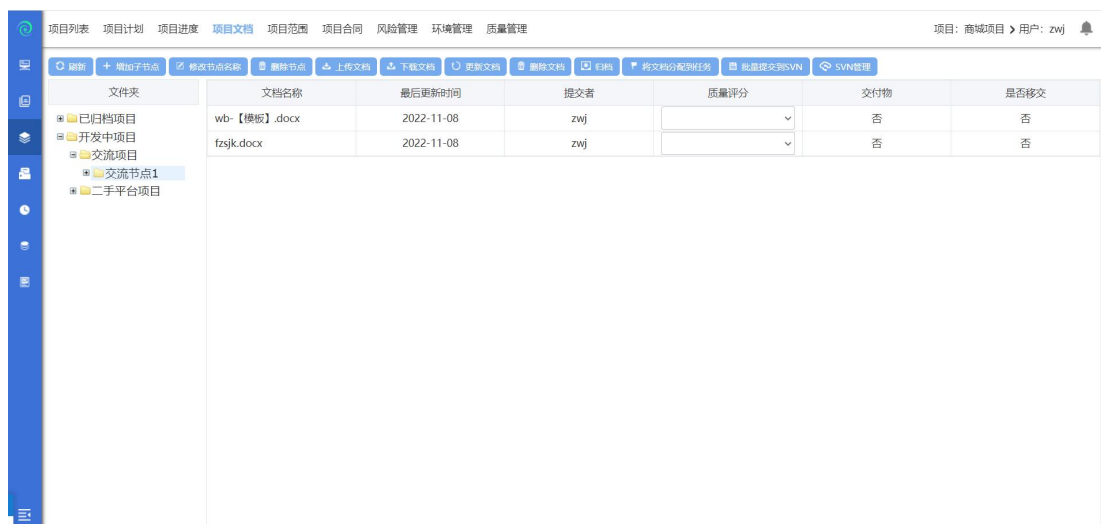 项目列表 项目计划 项目进度 项目文档 项目范围 项目合同 风险管理 环境管理 质量管理 项目：商城项目 > 用户：zwj
刷新 + 增加子节点 修改节点名称 删除节点 上传文档 下载文档 更新文档 删除文档 归档 将文档分配到任务 批量提交到SVN SVN管理
文件夹 文档名称 最后更新时间 提交者 质量评分 交付物 是否移交
已归档项目 wb-【模板】.docx 2022-11-08 zwj 否 否
开发中项目 fzsjk.docx 2022-11-08 zwj 否 否
交流项目
交流节点1
二手平台项目